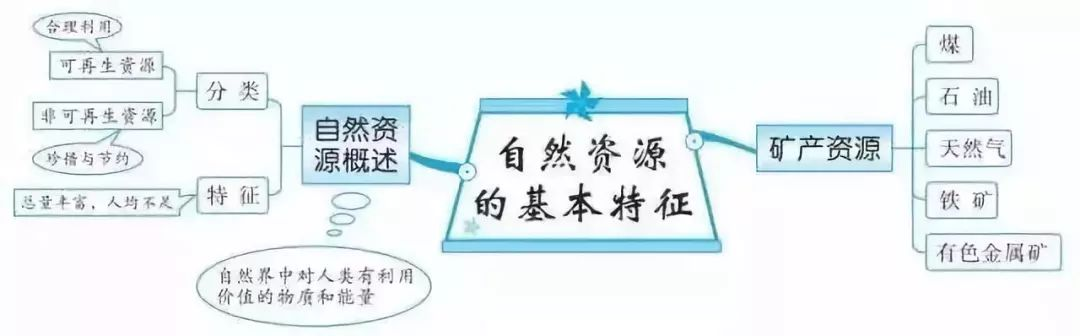 合理利用
可再生资源
非可再生资源
珍惜与节约
分类
特征
总量丰富，人均不足
自然资
源概述
自然界中对人类有利用
价值的物质和能量
自然资源
的基本特征
矿产资源
煤
石油
天然气
铁矿
有色金属矿